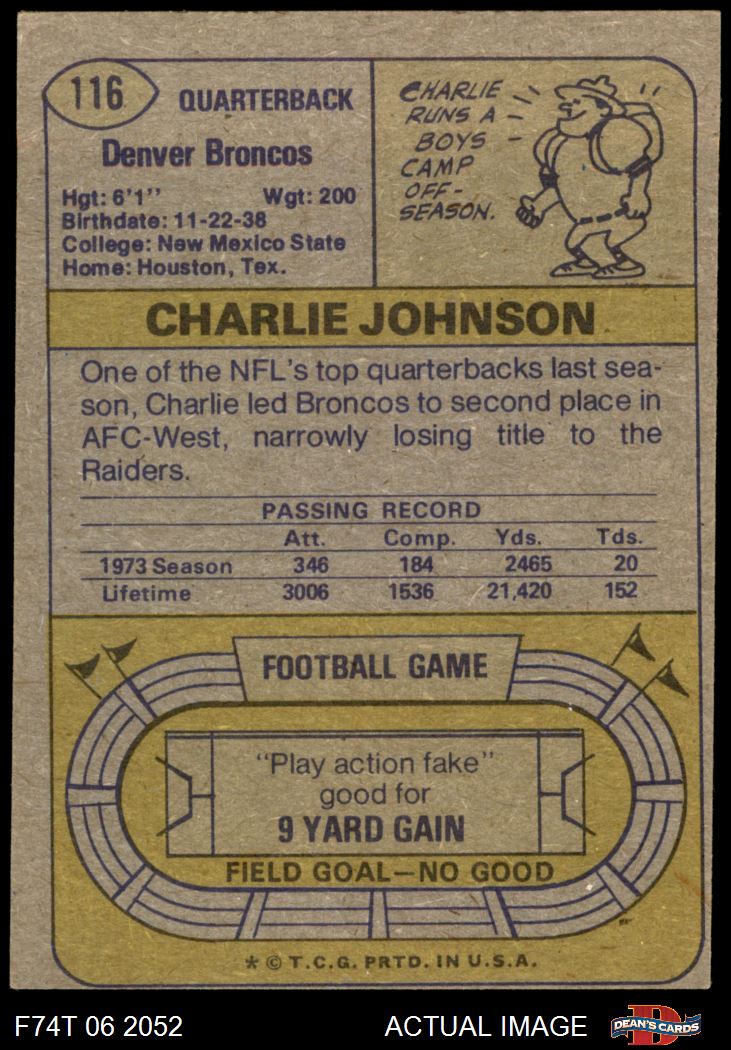 116
QUARTERBACK
Denver Broncos
Hgt: 6'1'' Wgt: 200
Birthdate: 11-22-38
College: New Mexico State
Home: Houston, Tex.
CHARLIE
RUNS A
BOYS
CAMP
OFF-
SEASON.
CHARLIE JOHNSON
One of the NFL's top quarterbacks last sea-
son, Charlie led Broncos to second place in
AFC-West, narrowly losing title to the
Raiders.
PASSING RECORD
Att. Comp. Yds. Tds.
1973 Season 346 184 2465 20
Lifetime 3006 1536 21,420 152
FOOTBALL GAME
"Play action fake"
good for
9 YARD GAIN
FIELD GOAL—NO GOOD
* © T.C.G. PRTD. IN U.S.A.
F74T 06 2052 ACTUAL IMAGE
D
DEAN'S CARDS